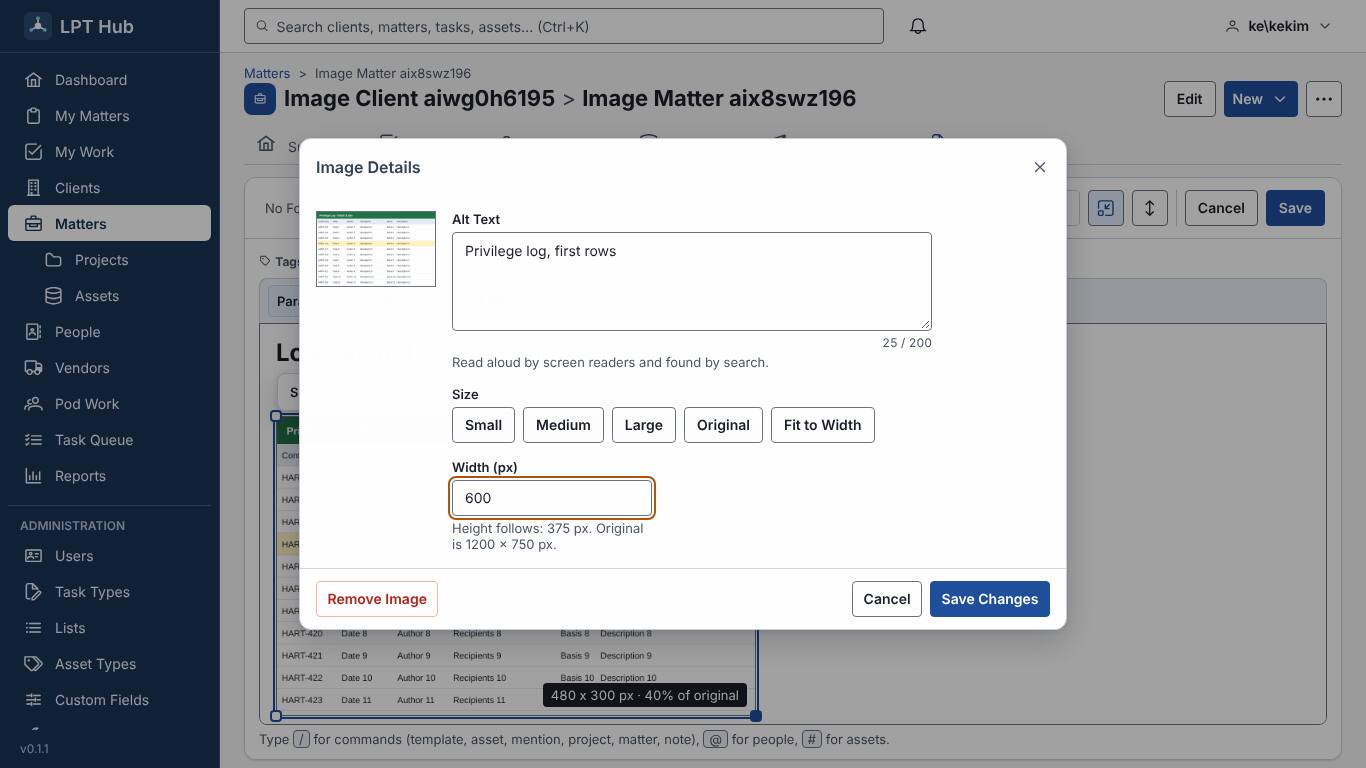 LPT Hub
Search clients, matters, tasks, assets... (Ctrl+K)
ke\kekim
Dashboard
My Matters
My Work
Clients
Matters
Projects
Assets
People
Vendors
Pod Work
Task Queue
Reports
ADMINISTRATION
Users
Task Types
Lists
Asset Types
Custom Fields
v0.1.1
Matters > Image Matter aix8swz196
Image Client aiwg0h6195 > Image Matter aix8swz196
Edit
New
Cancel
Save
Image Details
Alt Text
Privilege log, first rows
25 / 200
Read aloud by screen readers and found by search.
Size
Small
Medium
Large
Original
Fit to Width
Width (px)
600
Height follows: 375 px. Original
is 1200 × 750 px.
Remove Image
Cancel
Save Changes
HART-420 Date 8 Author 8 Recipients 8 Basis 8 Description 8
HART-421 Date 9 Author 9 Recipients 9 Basis 9 Description 9
HART-422 Date 10 Author 10 Recipients 10 Basis 10 Description 10
HART-423 Date 11 Author 11 Recipients 11
480 x 300 px · 40% of original
Type / for commands (template, asset, mention, project, matter, note), @ for people, # for assets.